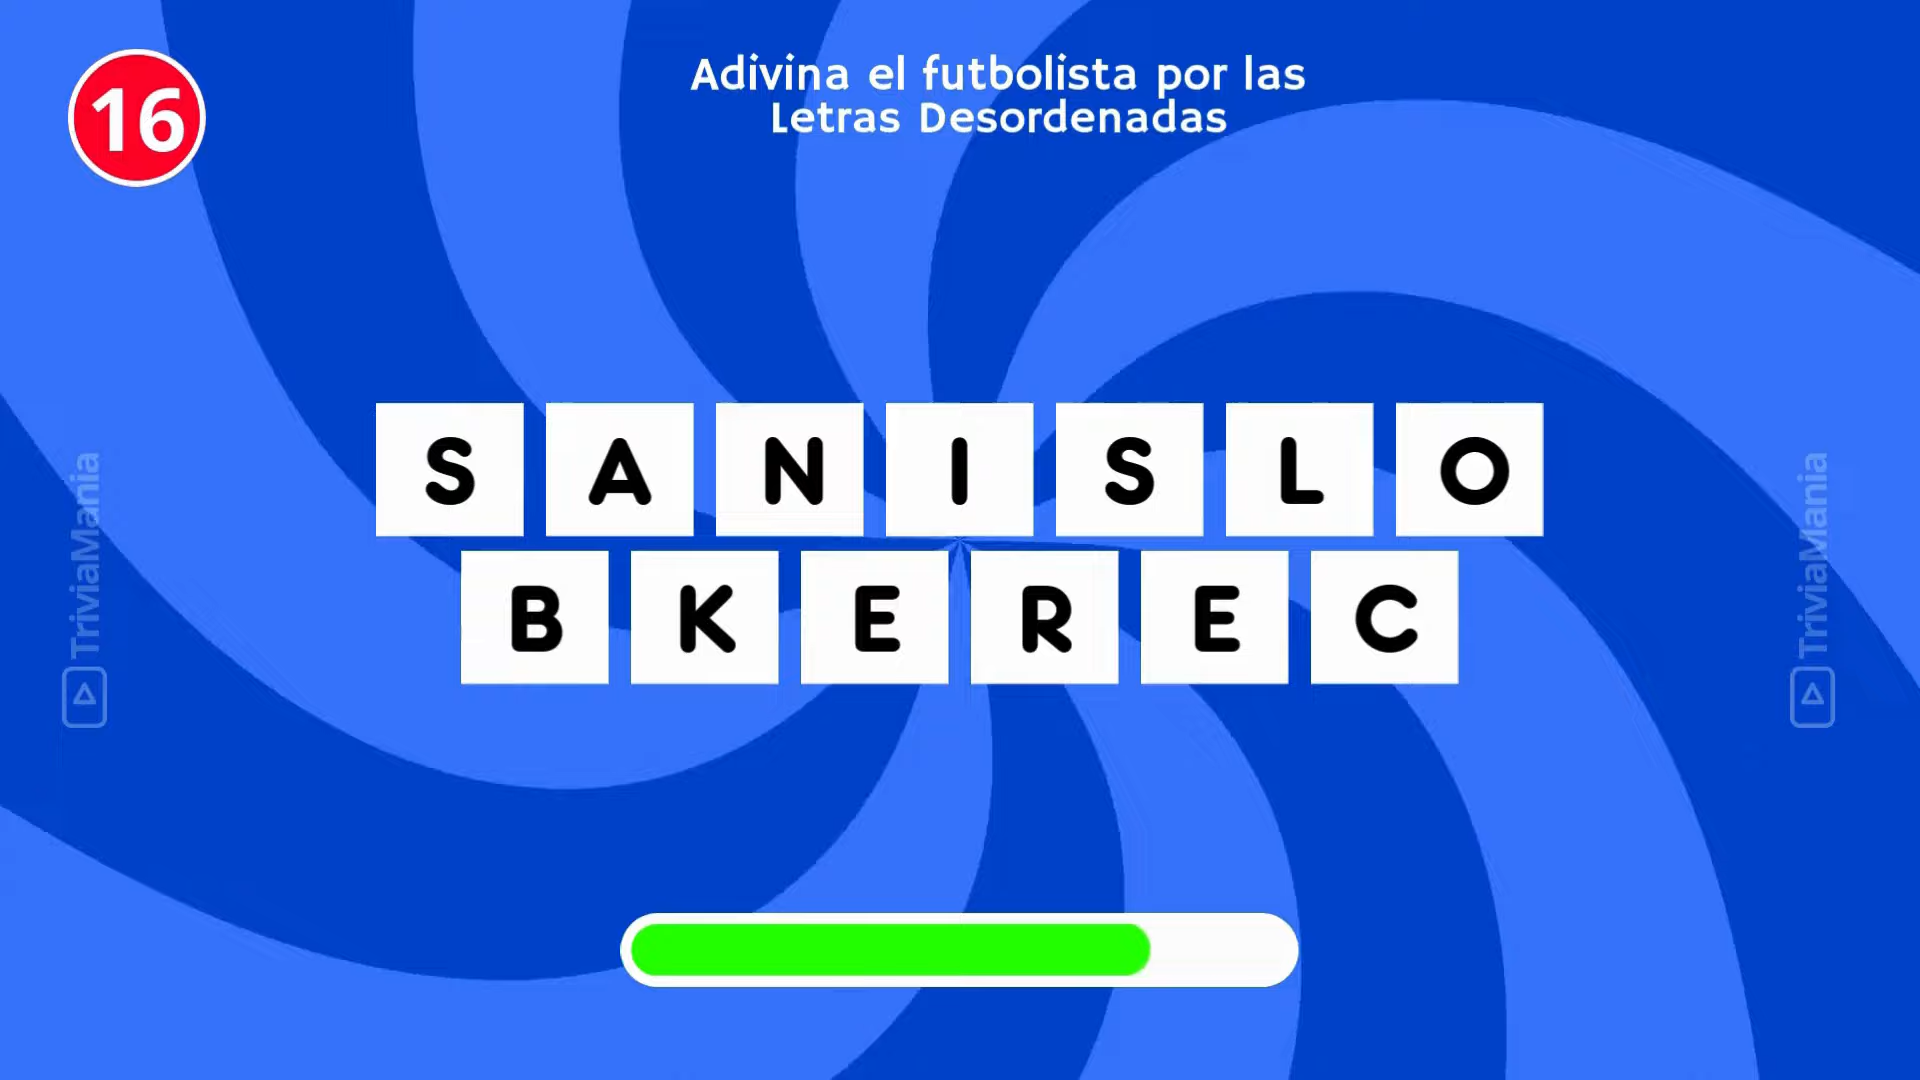 16
Adivina el futbolista por las
Letras Desordenadas
S A N I S L O
B K E R E C
TriviaMania
TriviaMania